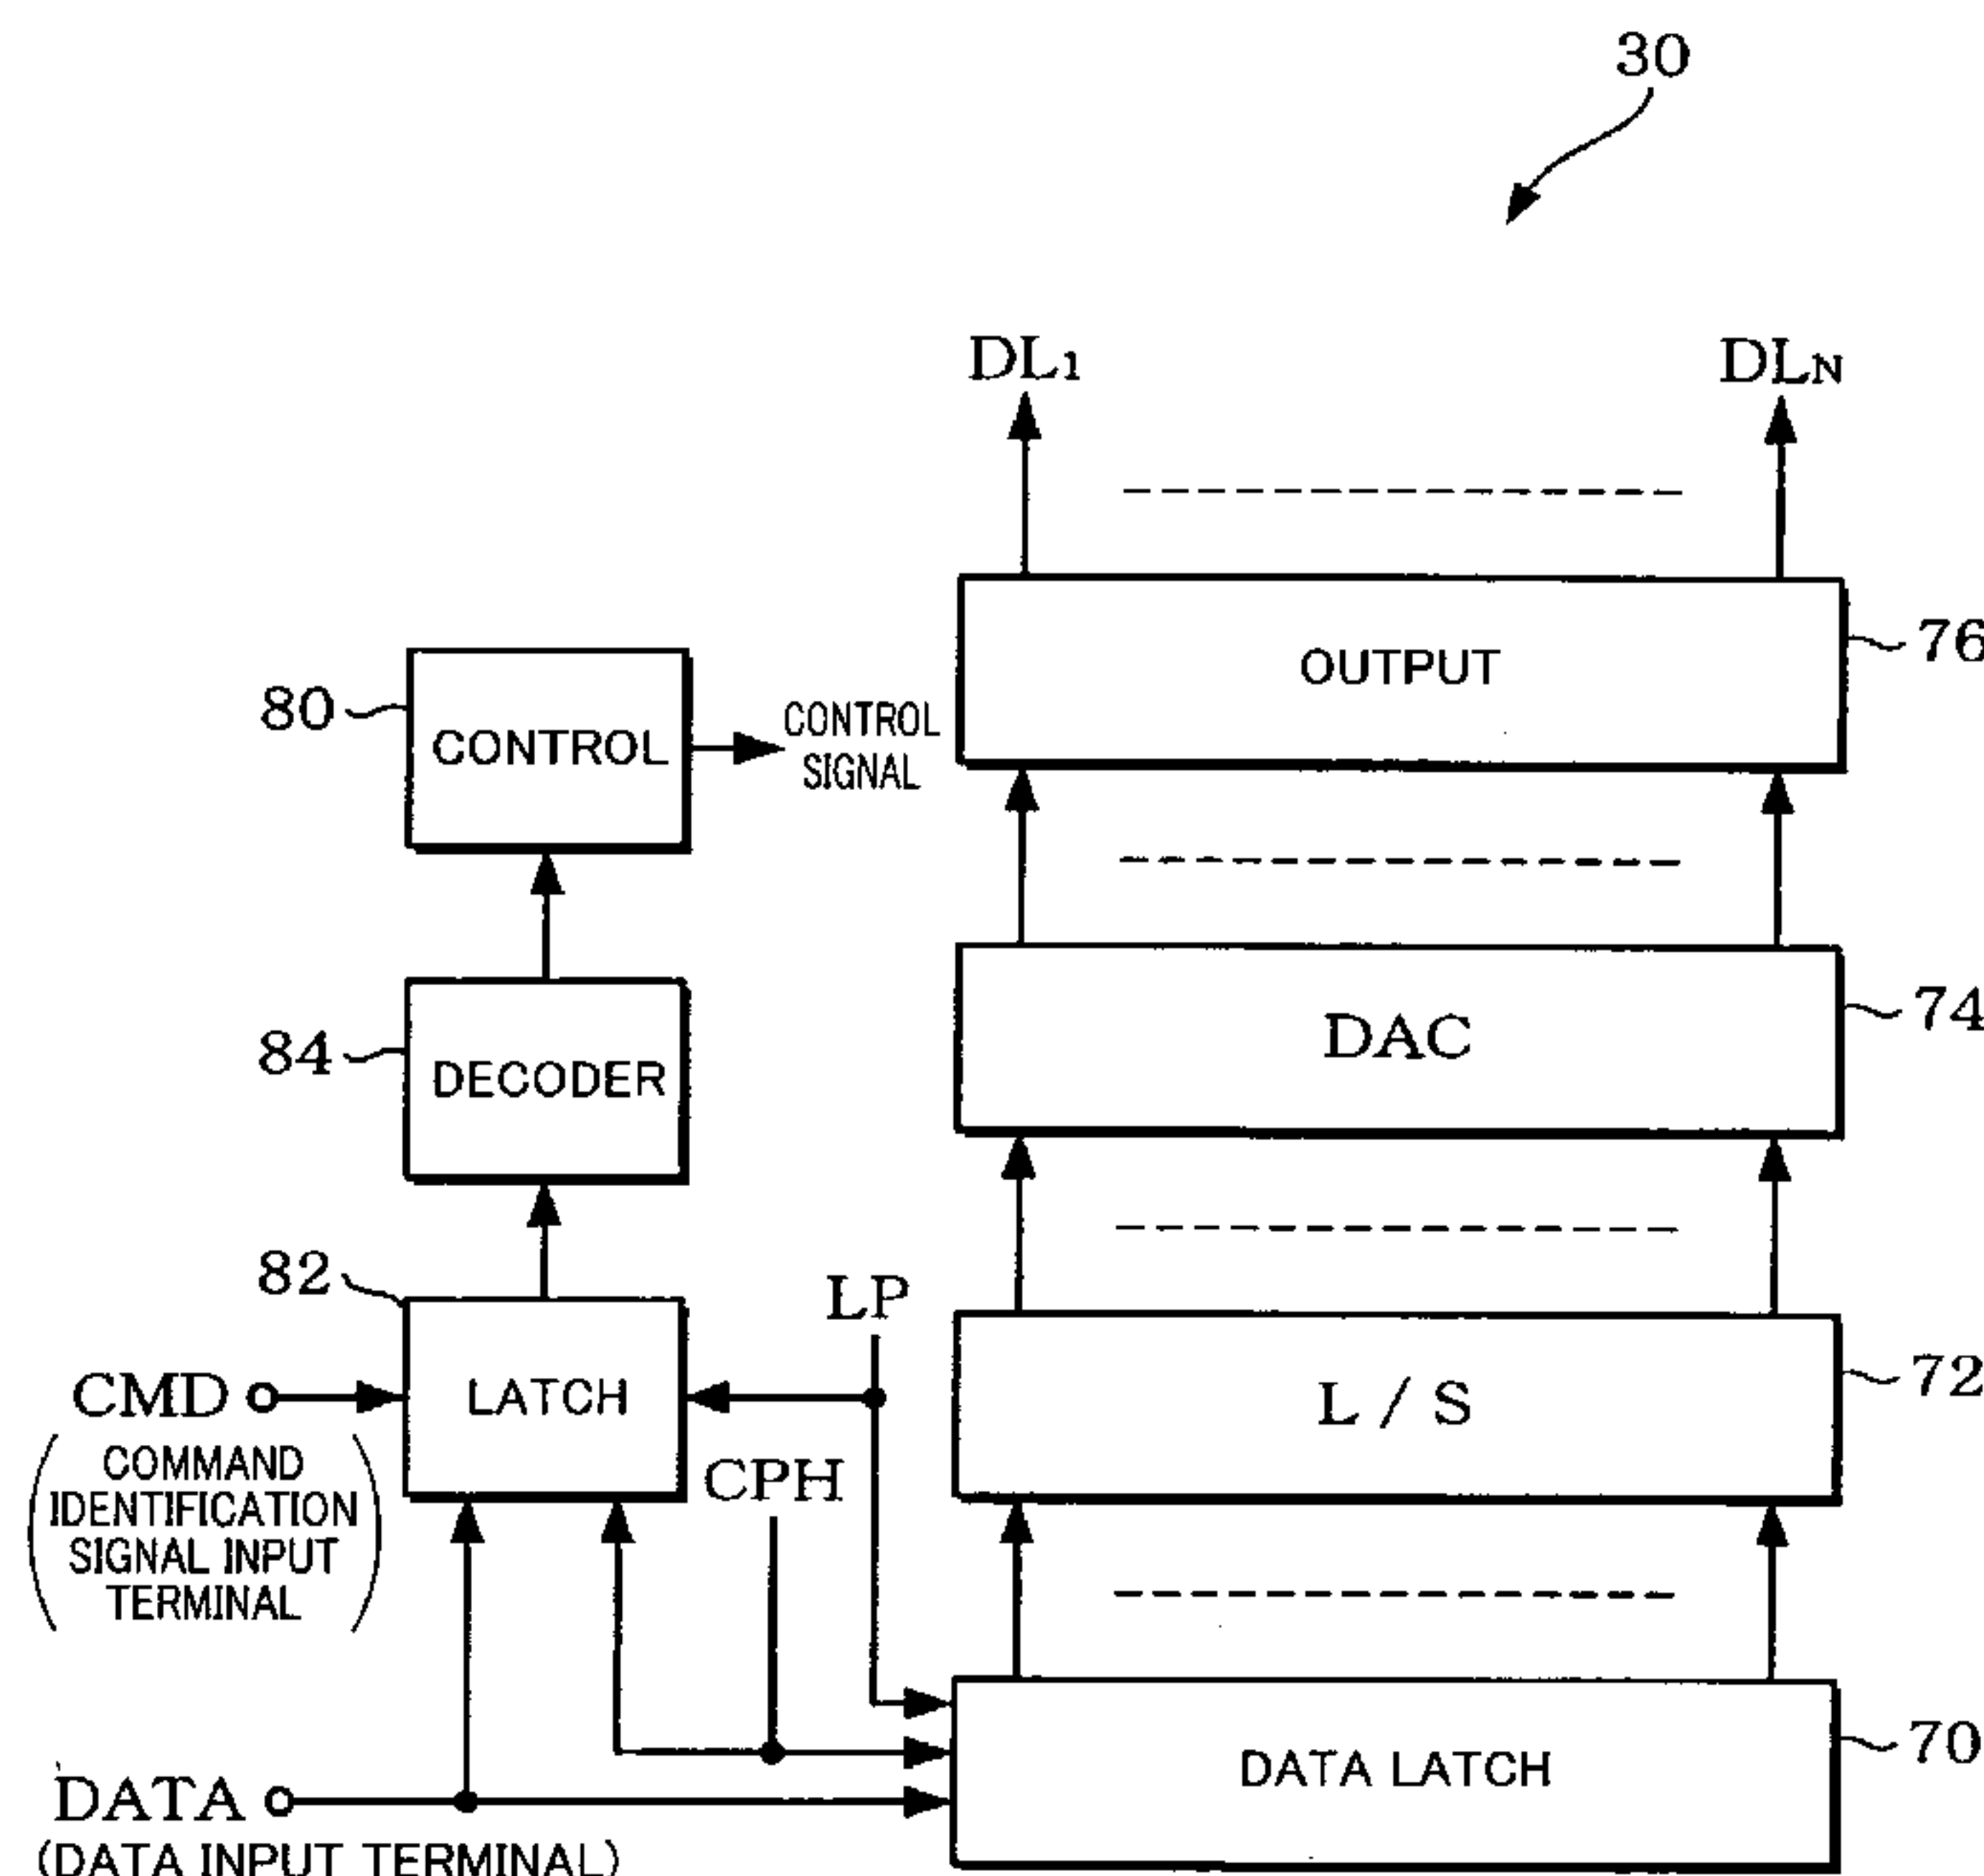 30
DL1
DLN
OUTPUT
76
80
CONTROL
CONTROL
SIGNAL
DAC
74
84
DECODER
82
LP
L / S
72
CMD
LATCH
COMMAND
IDENTIFICATION
SIGNAL INPUT
TERMINAL
CPH
DATA LATCH
70
DATA
(DATA INPUT TERMINAL)